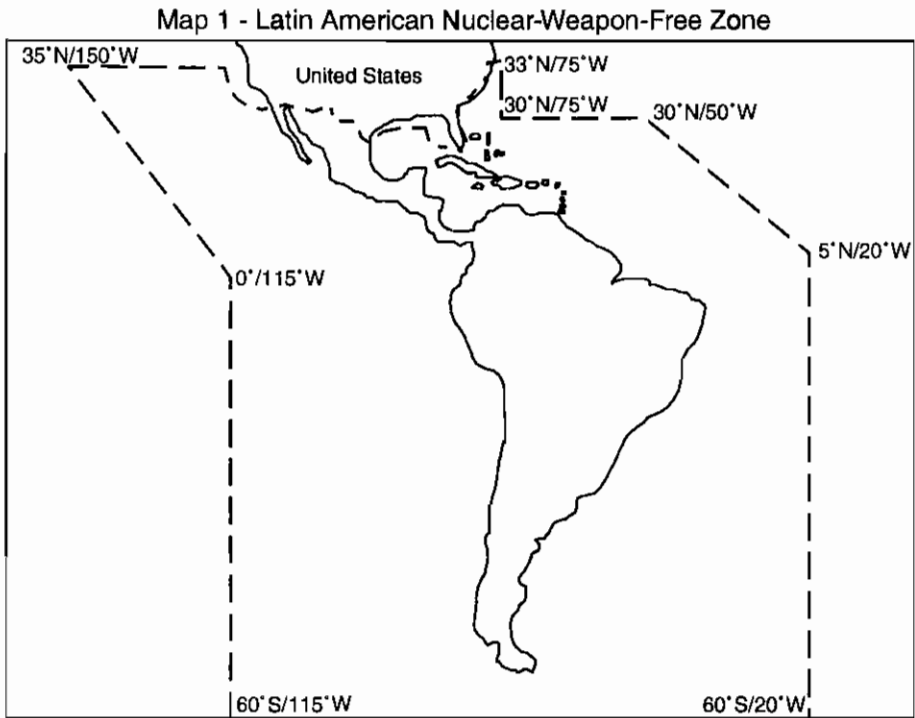 Map 1 - Latin American Nuclear-Weapon-Free Zone
35°N/150°W
United States
33°N/75°W
30°N/75°W
30°N/50°W
5°N/20°W
0°/115°W
60°S/115°W
60°S/20°W